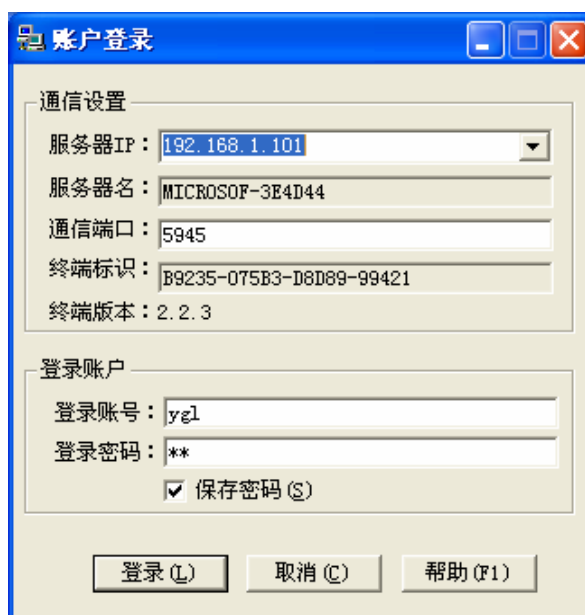 账户登录
通信设置
服务器IP：192.168.1.101
服务器名：MICROSOF-3E4D44
通信端口：5945
终端标识：B9235-075B3-D8D89-99421
终端版本：2.2.3
登录账户
登录账号：ygl
登录密码：**
保存密码(S)
登录(L) 取消(C) 帮助(F1)